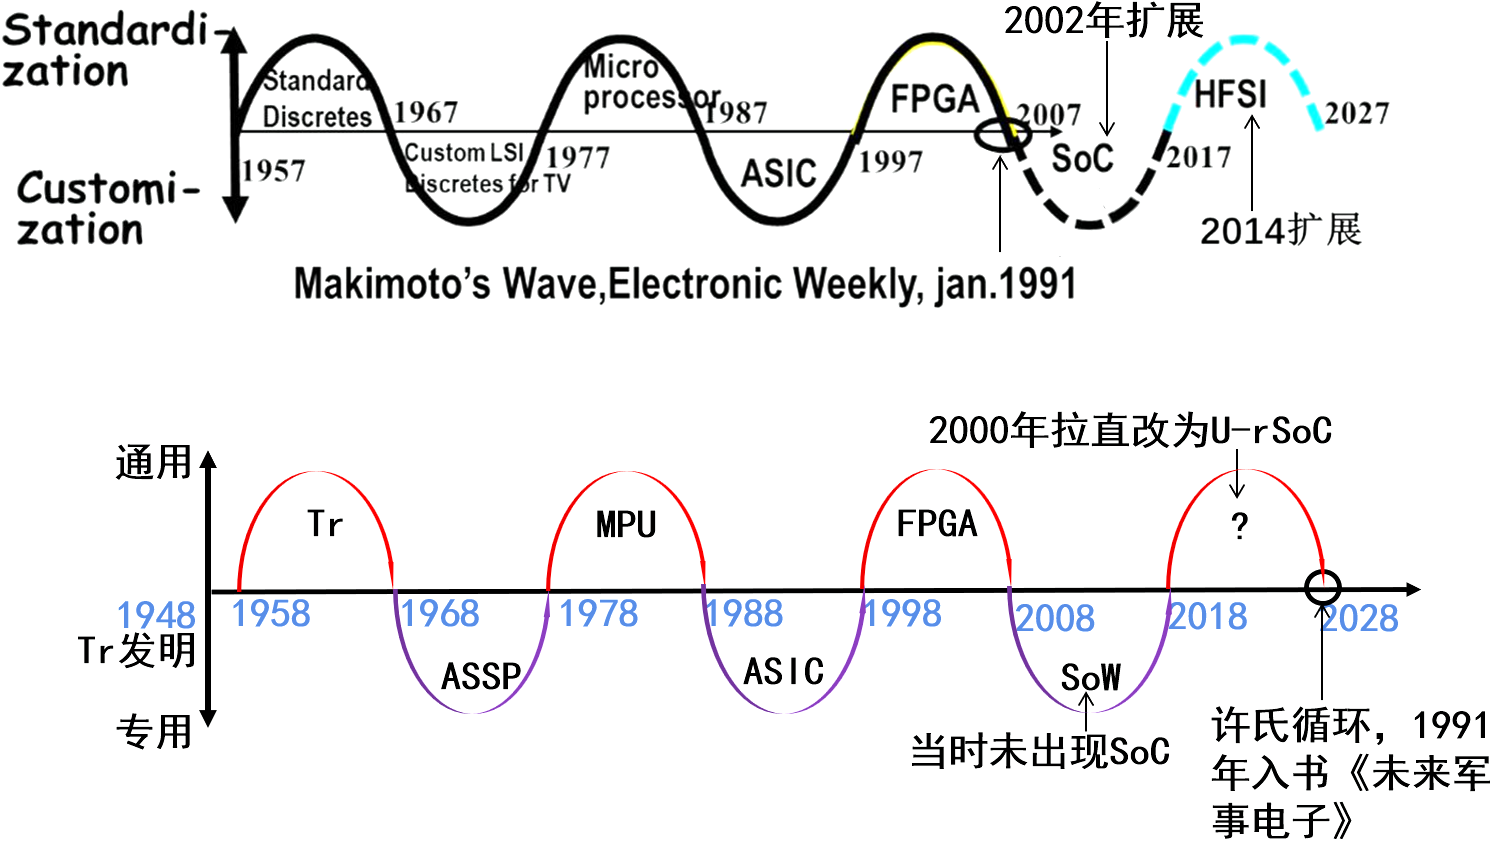 2002年扩展
Standardi-
zation
Standard
Discretes
1967
Micro
processor
1987
FPGA
2007
HFSI
2027
1957
Custom LSI
Discretes for TV
1977
ASIC
1997
SoC
2017
Customi-
zation
2014扩展
Makimoto's Wave,Electronic Weekly, jan.1991
2000年拉直改为U-rSoC
通用
Tr
MPU
FPGA
?
1948
1958
1968
1978
1988
1998
2008
2018
2028
Tr发明
ASSP
ASIC
SoW
专用
当时未出现SoC
许氏循环，1991
年入书《未来军
事电子》